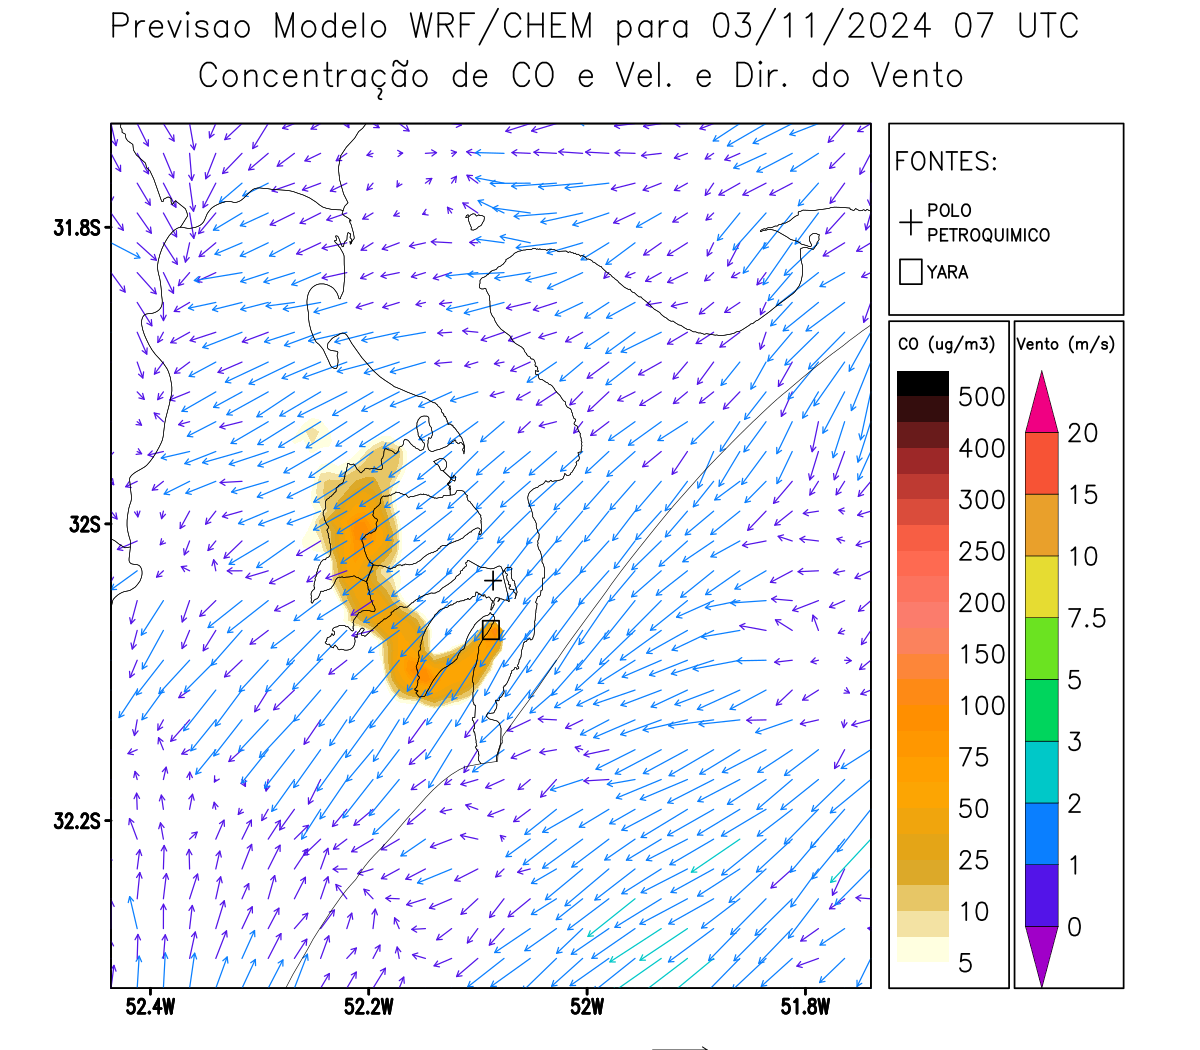 Previsao Modelo WRF/CHEM para 03/11/2024 07 UTC
Concentração de CO e Vel. e Dir. do Vento
FONTES:
POLO
PETROQUIMICO
YARA
CO (ug/m3)
500
400
300
250
200
150
100
75
50
25
10
5
Vento (m/s)
20
15
10
7.5
5
3
2
1
0
31.8S
32S
32.2S
52.4W 52.2W 52W 51.8W